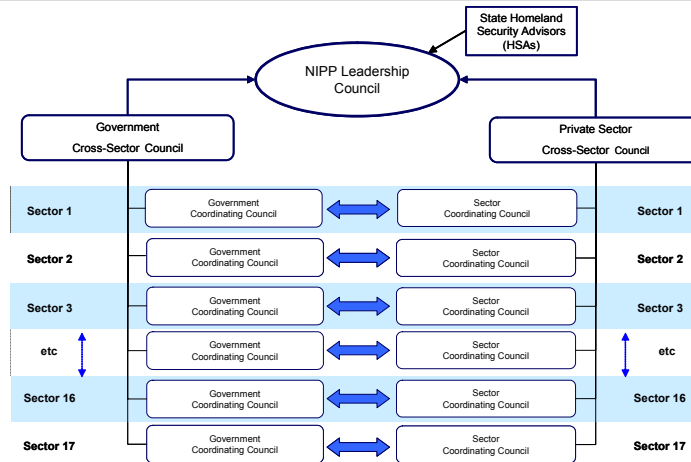 State Homeland
Security Advisors
(HSAs)
NIPP Leadership
Council
Government
Cross-Sector Council
Private Sector
Cross-Sector Council
Sector 1
Government
Coordinating Council
Sector
Coordinating Council
Sector 1
Sector 2
Government
Coordinating Council
Sector
Coordinating Council
Sector 2
Sector 3
Government
Coordinating Council
Sector
Coordinating Council
Sector 3
etc
Government
Coordinating Council
Sector
Coordinating Council
etc
Sector 16
Government
Coordinating Council
Sector
Coordinating Council
Sector 16
Sector 17
Government
Coordinating Council
Sector
Coordinating Council
Sector 17